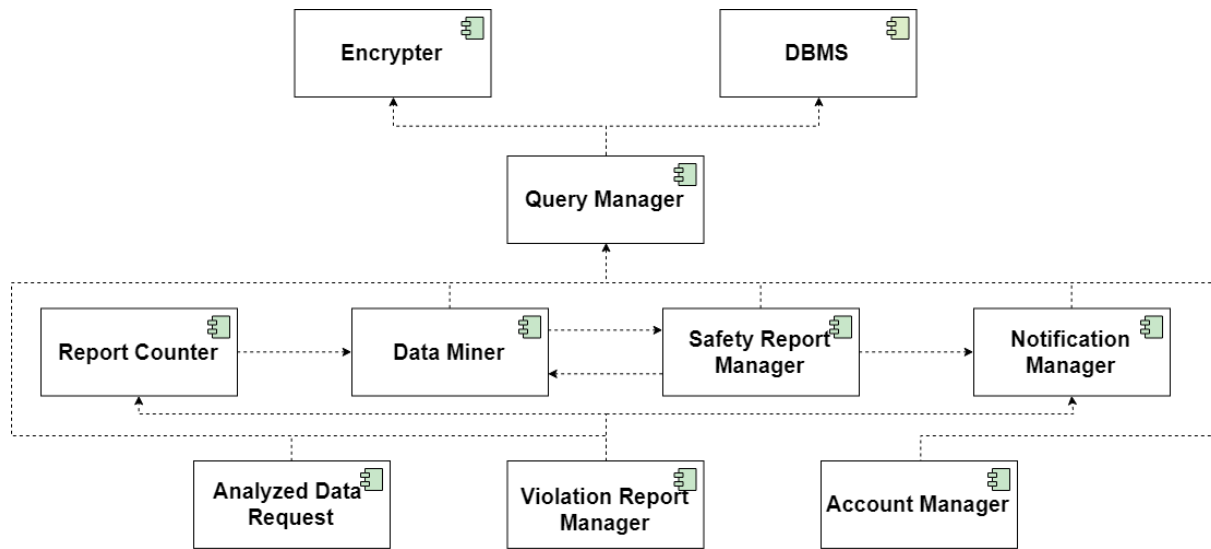 Encrypter
DBMS
Query Manager
Report Counter
Data Miner
Safety Report
Manager
Notification
Manager
Analyzed Data
Request
Violation Report
Manager
Account Manager